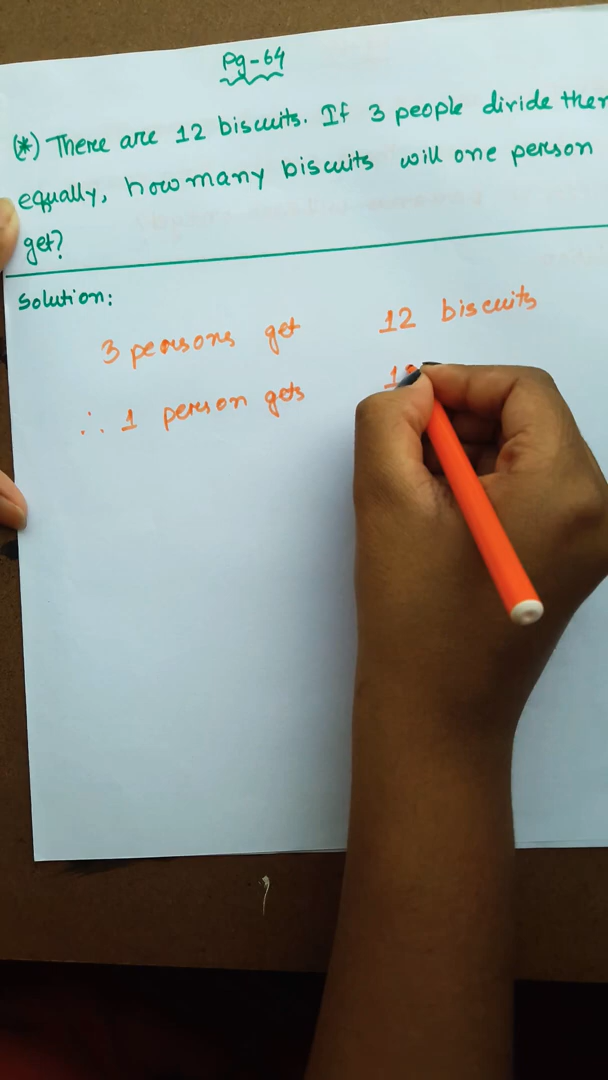 Pg-64
(*) There are 12 biscuits. If 3 people divide
equally, how many biscuits will one person
get?
Solution:
3 persons get 12 biscuits
∴ 1 person gets